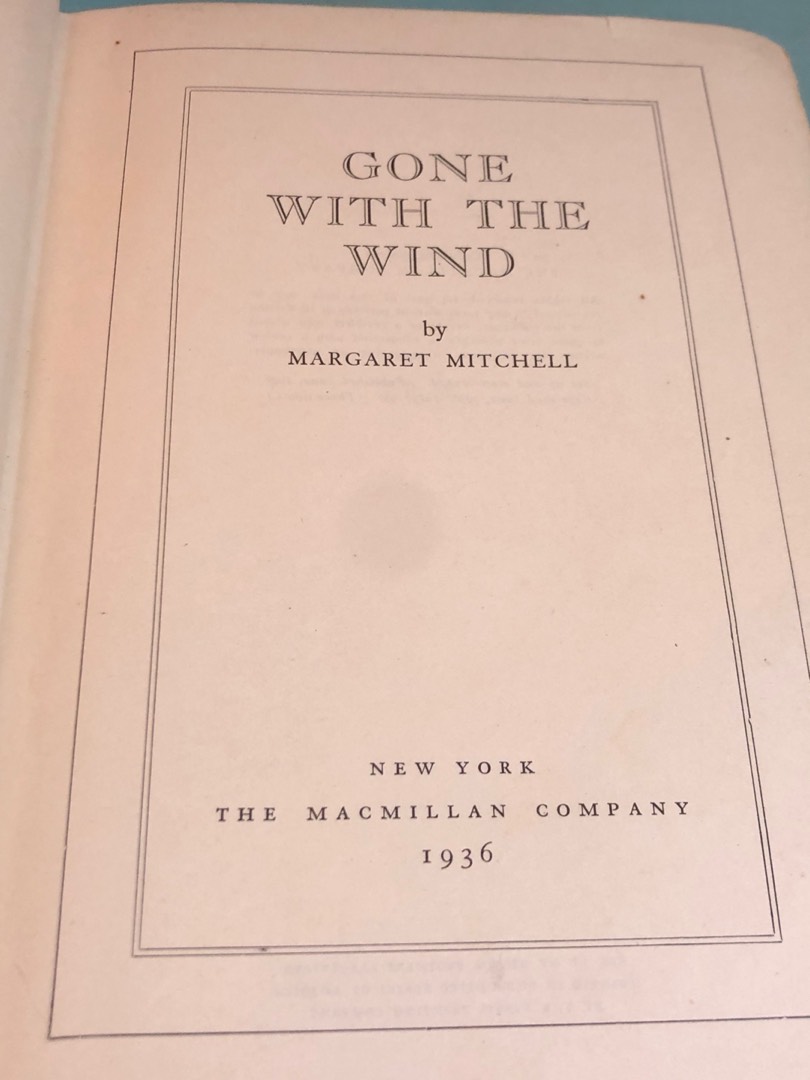 GONE
WITH THE
WIND
by
MARGARET MITCHELL
NEW YORK
THE MACMILLAN COMPANY
1936